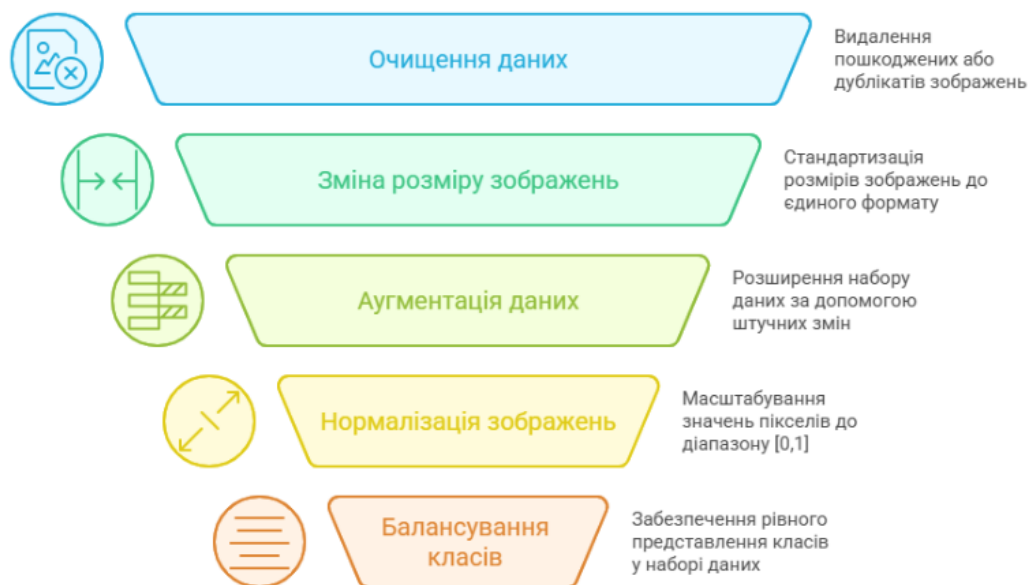 Очищення даних
Видалення
пошкоджених або
дублікатів зображень
Зміна розміру зображень
Стандартизація
розмірів зображень до
єдиного формату
Аугментація даних
Розширення набору
даних за допомогою
штучних змін
Нормалізація зображень
Масштабування
значень пікселів до
діапазону [0,1]
Балансування
класів
Забезпечення рівного
представлення класів
у наборі даних